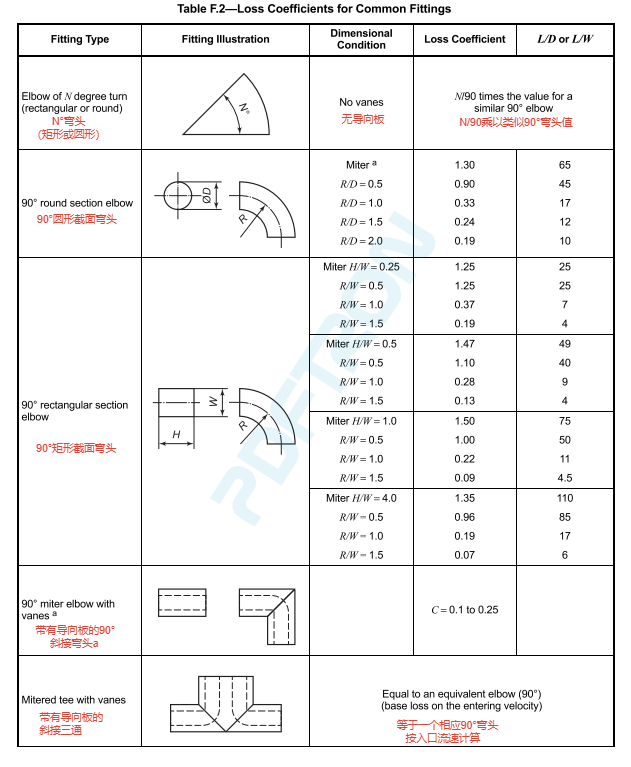 Table F.2—Loss Coefficients for Common Fittings
Fitting Type
Fitting Illustration
Dimensional
Condition
Loss Coefficient
L/D or L/W
Elbow of N degree turn
(rectangular or round)
N°弯头
(矩形或圆形)
N°
No vanes
无导向板
N/90 times the value for a
similar 90° elbow
N/90乘以类似90°弯头值
90° round section elbow
90°圆形截面弯头
ØD
R
Miter a 1.30 65
R/D = 0.5 0.90 45
R/D = 1.0 0.33 17
R/D = 1.5 0.24 12
R/D = 2.0 0.19 10
90° rectangular section
elbow
90°矩形截面弯头
W
H
R
Miter H/W = 0.25 1.25 25
R/W = 0.5 1.25 25
R/W = 1.0 0.37 7
R/W = 1.5 0.19 4
Miter H/W = 0.5 1.47 49
R/W = 0.5 1.10 40
R/W = 1.0 0.28 9
R/W = 1.5 0.13 4
Miter H/W = 1.0 1.50 75
R/W = 0.5 1.00 50
R/W = 1.0 0.22 11
R/W = 1.5 0.09 4.5
Miter H/W = 4.0 1.35 110
R/W = 0.5 0.96 85
R/W = 1.0 0.19 17
R/W = 1.5 0.07 6
90° miter elbow with
vanes a
带有导向板的90°
斜接弯头a
C = 0.1 to 0.25
Mitered tee with vanes
带有导向板的
斜接三通
Equal to an equivalent elbow (90°)
(base loss on the entering velocity)
等于一个相应90°弯头
按入口流速计算
PDFTRON